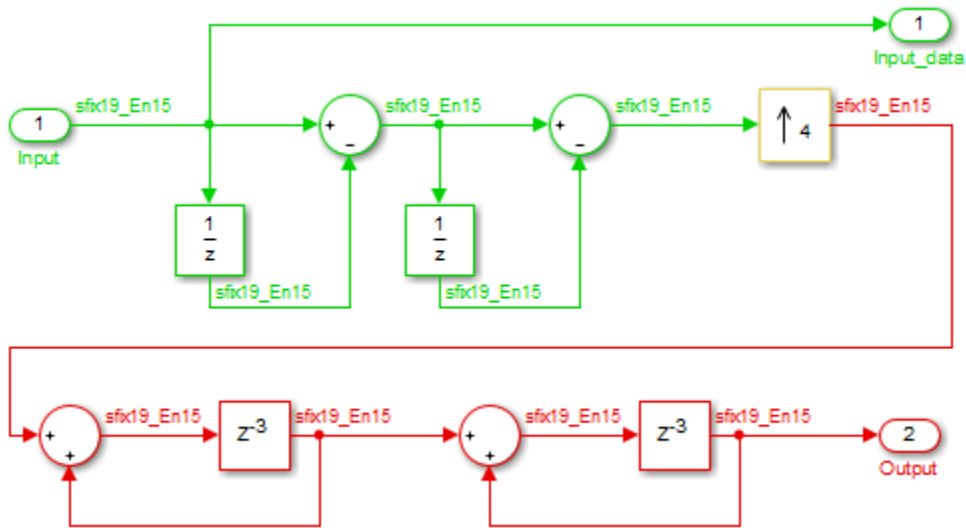 1
Input_data
sfix19_En15 sfix19_En15 sfix19_En15 sfix19_En15
1 + − + − ↑ 4
Input
1 1
z z
sfix19_En15 sfix19_En15
sfix19_En15 sfix19_En15 sfix19_En15 sfix19_En15
+ + z-3 + + z-3 2
Output